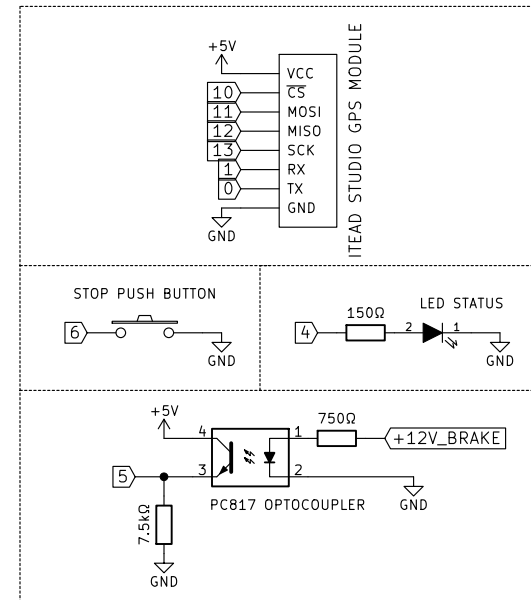 +5V
VCC
10 CS
11 MOSI
12 MISO
13 SCK
1 RX
0 TX
GND
GND
ITEAD STUDIO GPS MODULE
STOP PUSH BUTTON
6
GND
LED STATUS
150Ω
4
2 1
GND
+5V
750Ω
4 1
+12V_BRAKE
5
3 2
PC817 OPTOCOUPLER
GND
7.5kΩ
GND